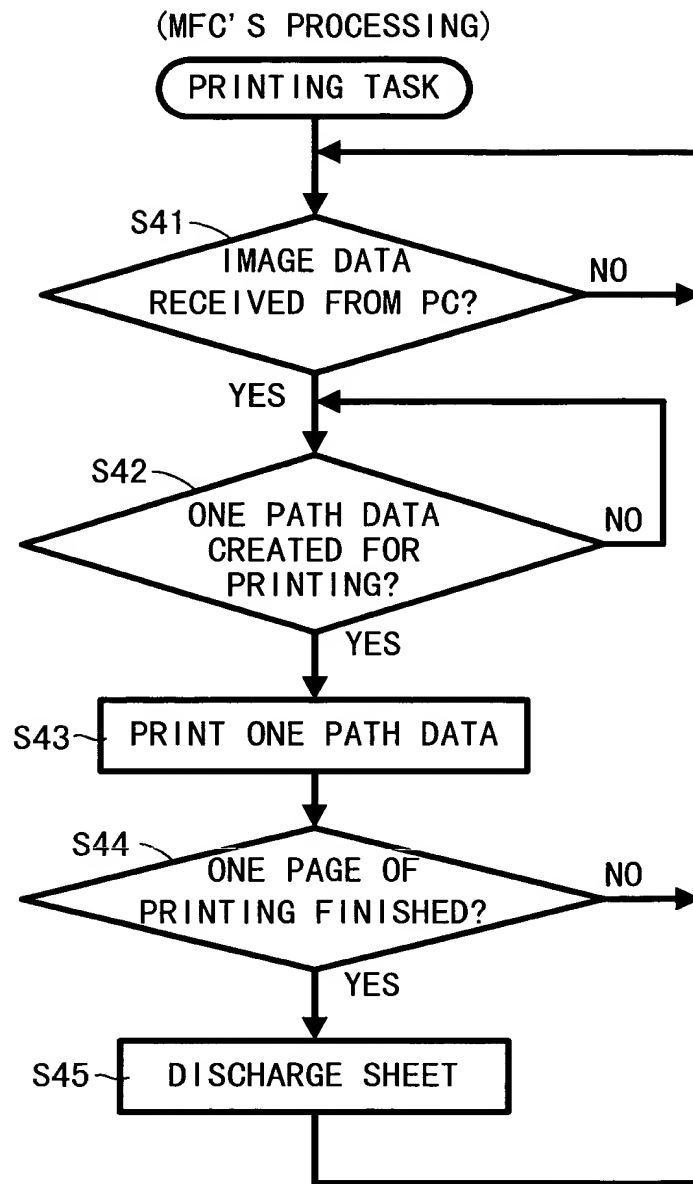 (MFC'S PROCESSING)
PRINTING TASK
S41
IMAGE DATA
RECEIVED FROM PC?
NO
YES
S42
ONE PATH DATA
CREATED FOR
PRINTING?
NO
YES
S43
PRINT ONE PATH DATA
S44
ONE PAGE OF
PRINTING FINISHED?
NO
YES
S45
DISCHARGE SHEET